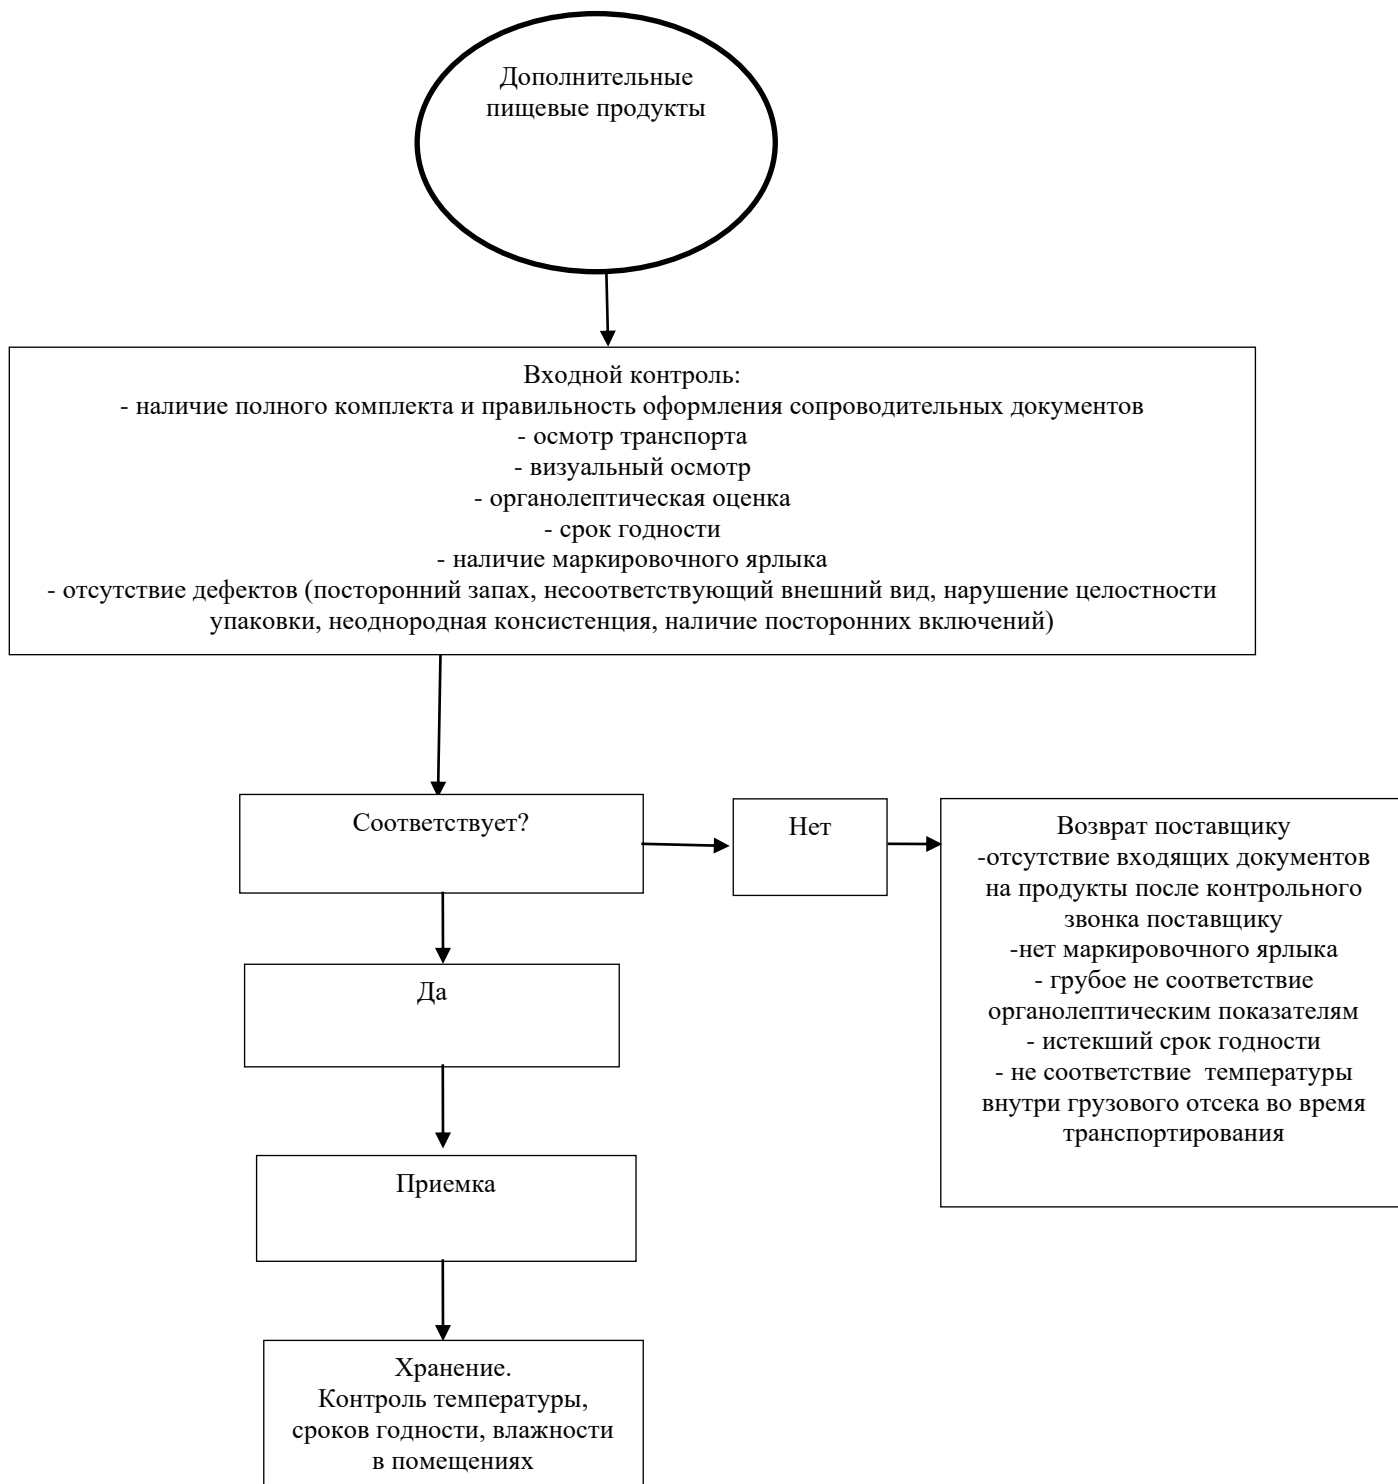 Дополнительные
пищевые продукты
Входной контроль:
- наличие полного комплекта и правильность оформления сопроводительных документов
- осмотр транспорта
- визуальный осмотр
- органолептическая оценка
- срок годности
- наличие маркировочного ярлыка
- отсутствие дефектов (посторонний запах, несоответствующий внешний вид, нарушение целостности
упаковки, неоднородная консистенция, наличие посторонних включений)
Соответствует?
Нет
Возврат поставщику
-отсутствие входящих документов
на продукты после контрольного
звонка поставщику
-нет маркировочного ярлыка
- грубое не соответствие
органолептическим показателям
- истекший срок годности
- не соответствие  температуры
внутри грузового отсека во время
транспортирования
Да
Приемка
Хранение.
Контроль температуры,
сроков годности, влажности
в помещениях